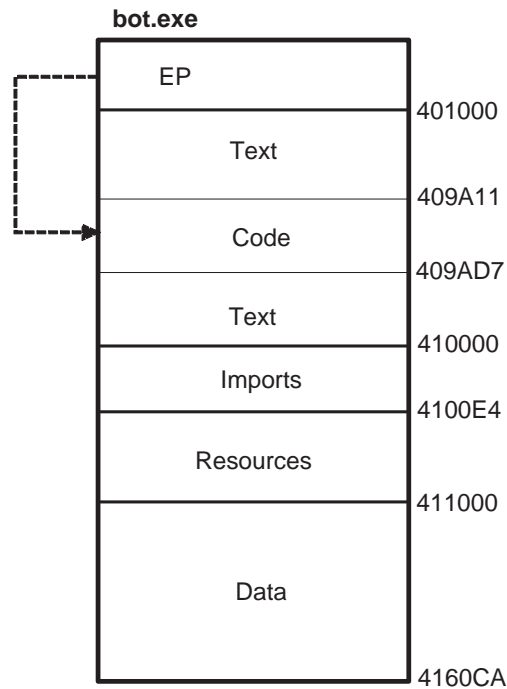 bot.exe
EP
401000
Text
409A11
Code
409AD7
Text
410000
Imports
4100E4
Resources
411000
Data
4160CA